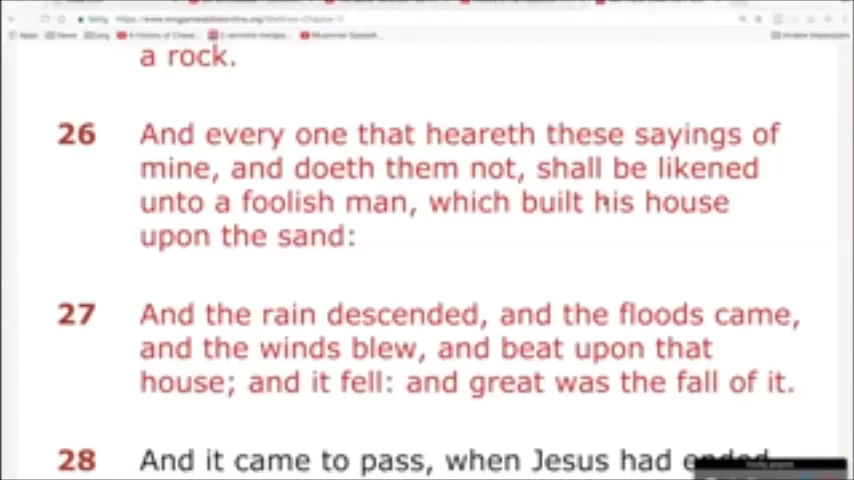 a rock.
26 And every one that heareth these sayings of
mine, and doeth them not, shall be likened
unto a foolish man, which built his house
upon the sand:
27 And the rain descended, and the floods came,
and the winds blew, and beat upon that
house; and it fell: and great was the fall of it.
28 And it came to pass, when Jesus had ended